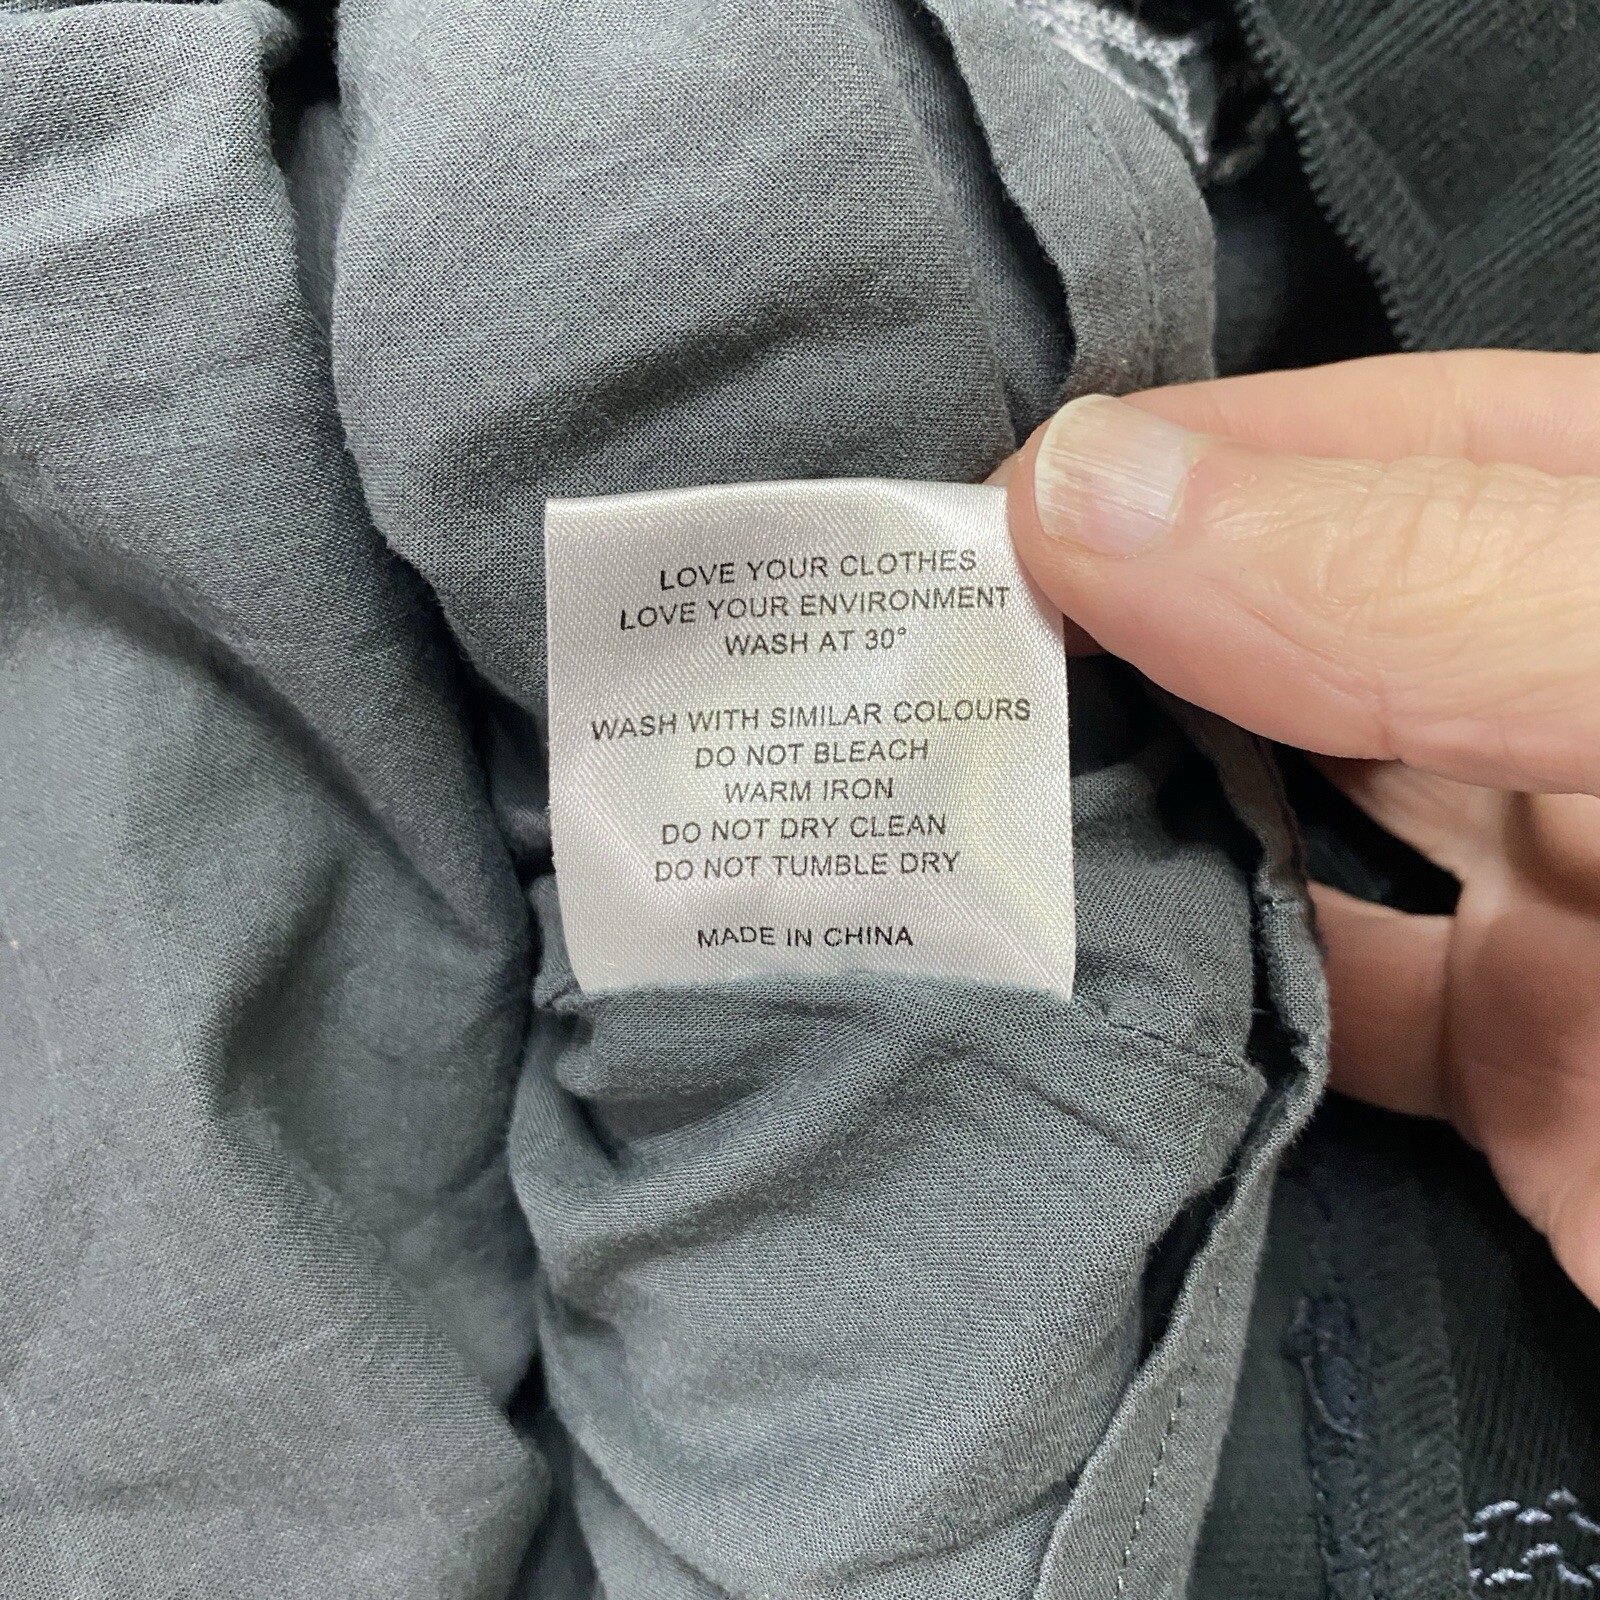 LOVE YOUR CLOTHES
LOVE YOUR ENVIRONMENT
WASH AT 30°
WASH WITH SIMILAR COLOURS
DO NOT BLEACH
WARM IRON
DO NOT DRY CLEAN
DO NOT TUMBLE DRY
MADE IN CHINA